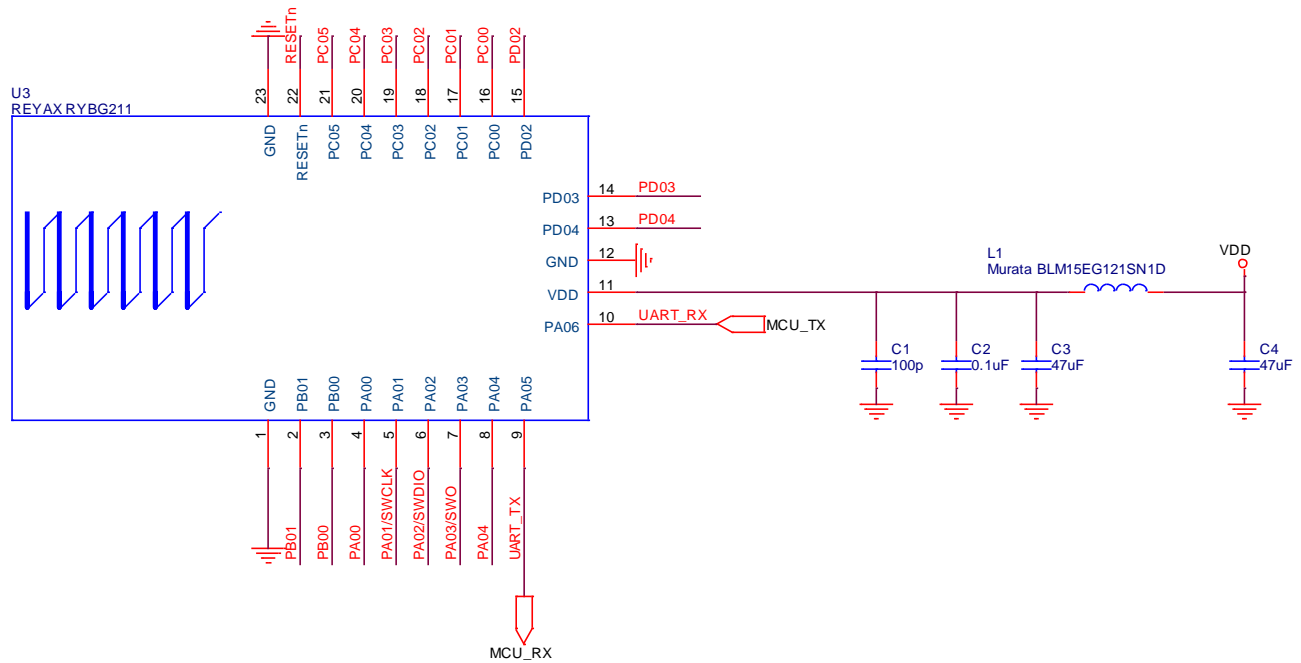 U3
REYAX RYBG211
RESETn
PC05
PC04
PC03
PC02
PC01
PC00
PD02
23
22
21
20
19
18
17
16
15
GND
RESETn
PC05
PC04
PC03
PC02
PC01
PC00
PD02
PD03 14 PD03
PD04 13 PD04
GND 12
VDD 11
PA06 10 UART_RX MCU_TX
L1
Murata BLM15EG121SN1D
VDD
C1
100p
C2
0.1uF
C3
47uF
C4
47uF
GND
PB01
PB00
PA00
PA01
PA02
PA03
PA04
PA05
1
2
3
4
5
6
7
8
9
PB01
PB00
PA00
PA01/SWCLK
PA02/SWDIO
PA03/SWO
PA04
UART_TX
MCU_RX